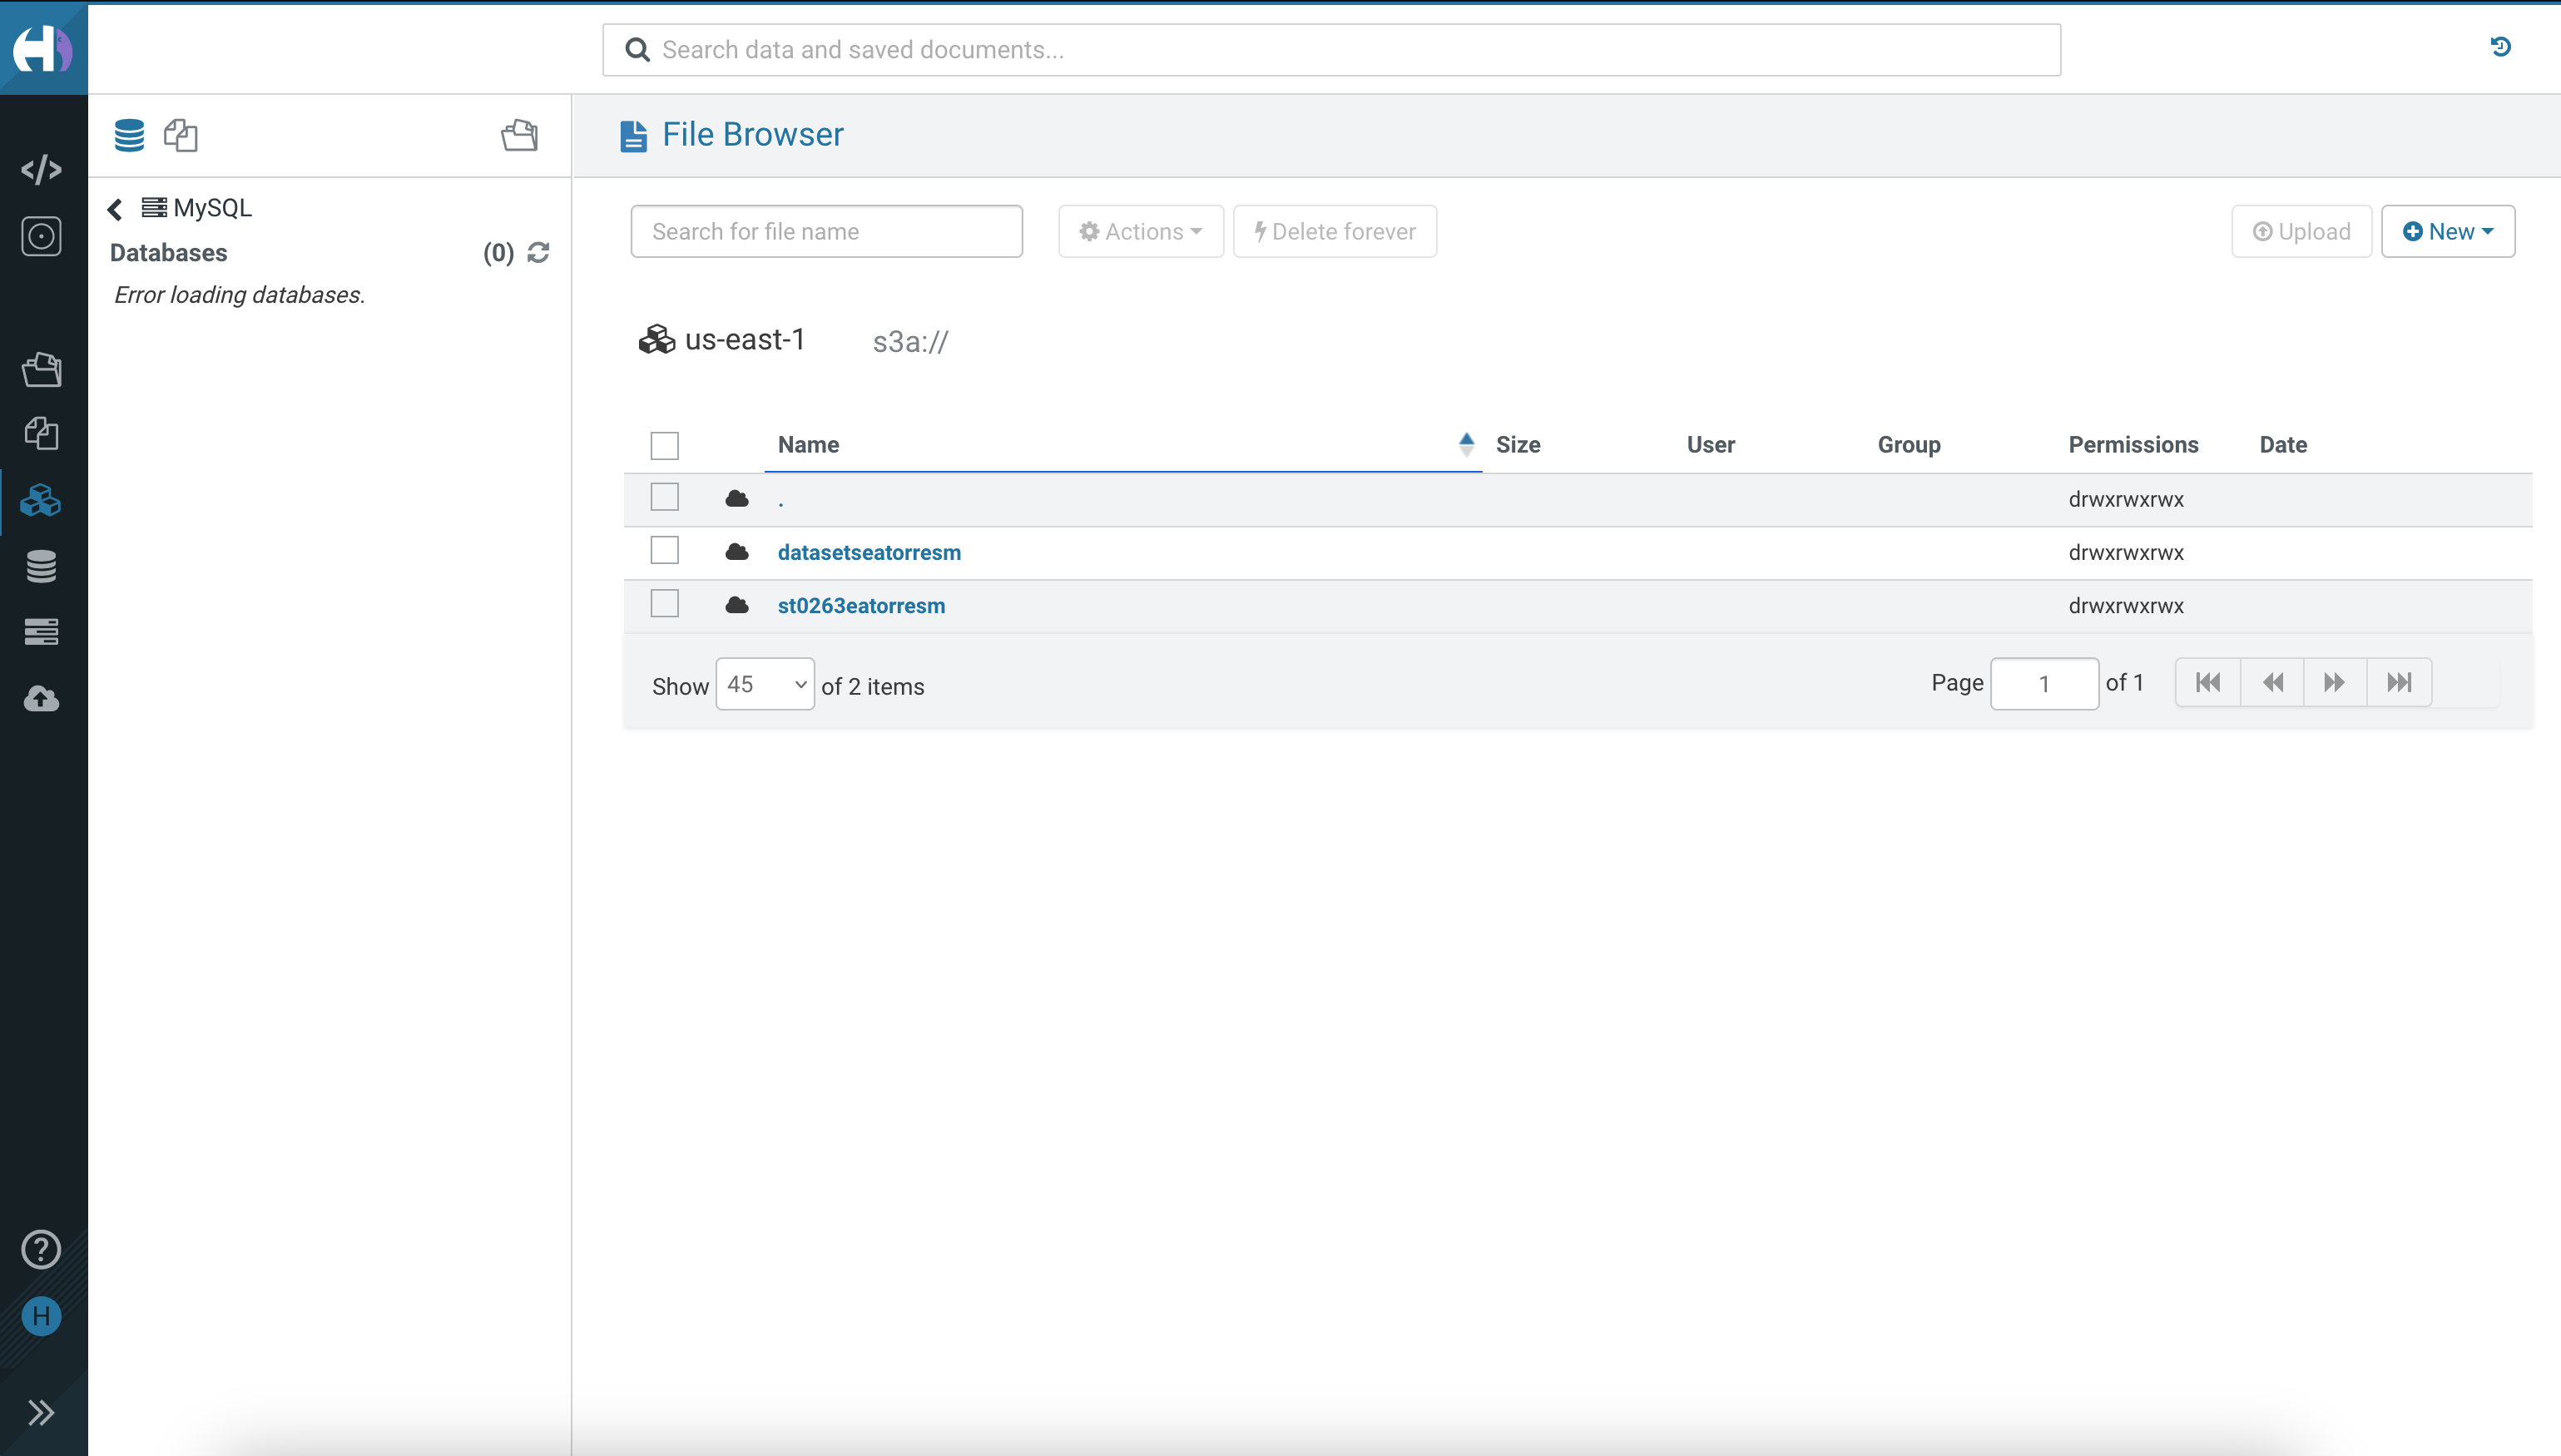 Search data and saved documents...
File Browser
MySQL
Databases (0)
Error loading databases.
Search for file name
Actions
Delete forever
Upload
New
us-east-1 s3a://
Name Size User Group Permissions Date
. drwxrwxrwx
datasetseatorresm drwxrwxrwx
st0263eatorresm drwxrwxrwx
Show 45 of 2 items Page 1 of 1
H